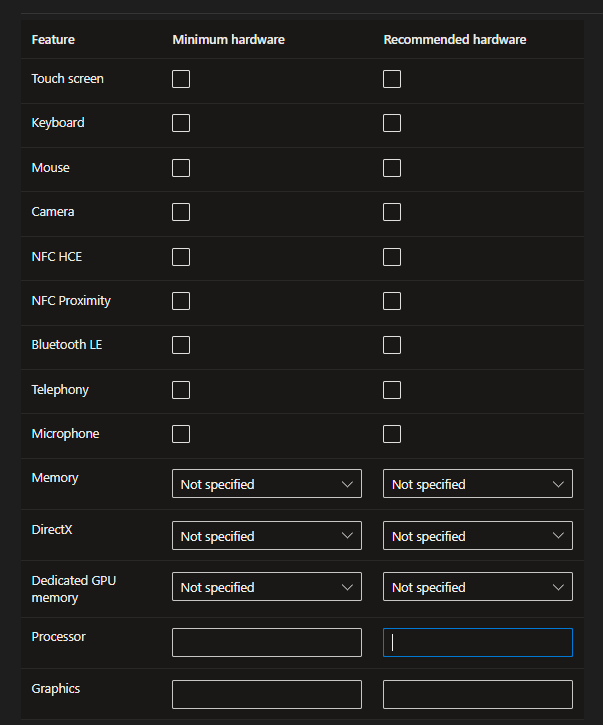 Feature Minimum hardware Recommended hardware
Touch screen
Keyboard
Mouse
Camera
NFC HCE
NFC Proximity
Bluetooth LE
Telephony
Microphone
Memory Not specified Not specified
DirectX Not specified Not specified
Dedicated GPU
memory Not specified Not specified
Processor
Graphics